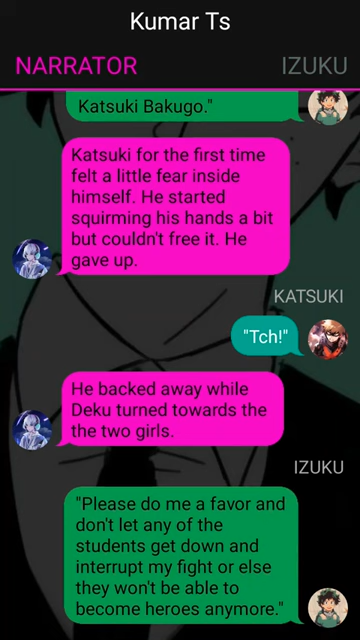 Kumar Ts
NARRATOR
IZUKU
Katsuki Bakugo."
Katsuki for the first time
felt a little fear inside
himself. He started
squirming his hands a bit
but couldn't free it. He
gave up.
KATSUKI
"Tch!"
He backed away while
Deku turned towards the
the two girls.
IZUKU
"Please do me a favor and
don't let any of the
students get down and
interrupt my fight or else
they won't be able to
become heroes anymore."